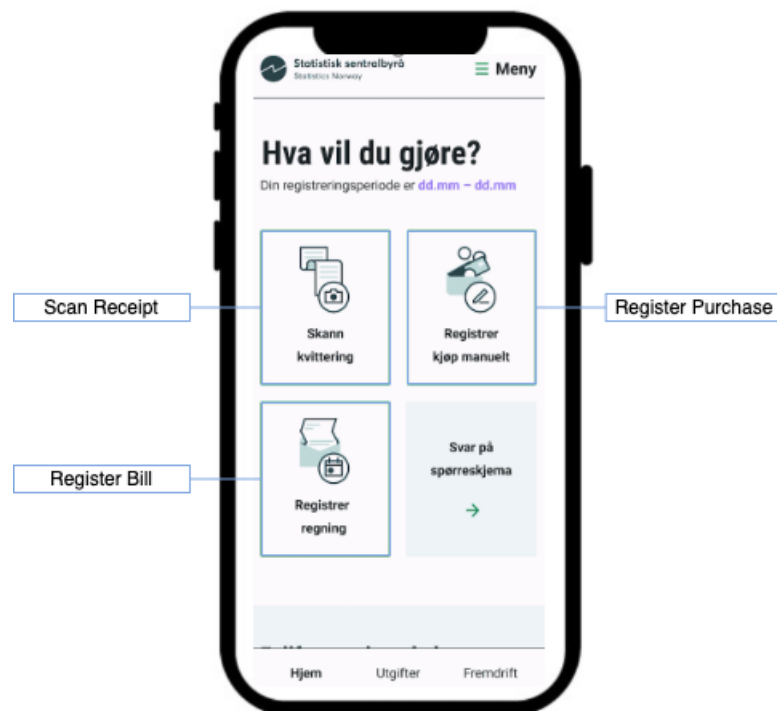 Statistisk sentralbyrå
Statistics Norway
Meny
Hva vil du gjøre?
Din registreringsperiode er dd.mm – dd.mm
Scan Receipt
Skann
kvittering
Registrer
kjøp manuelt
Register Purchase
Register Bill
Registrer
regning
Svar på
spørreskjema
Hjem
Utgifter
Fremdrift